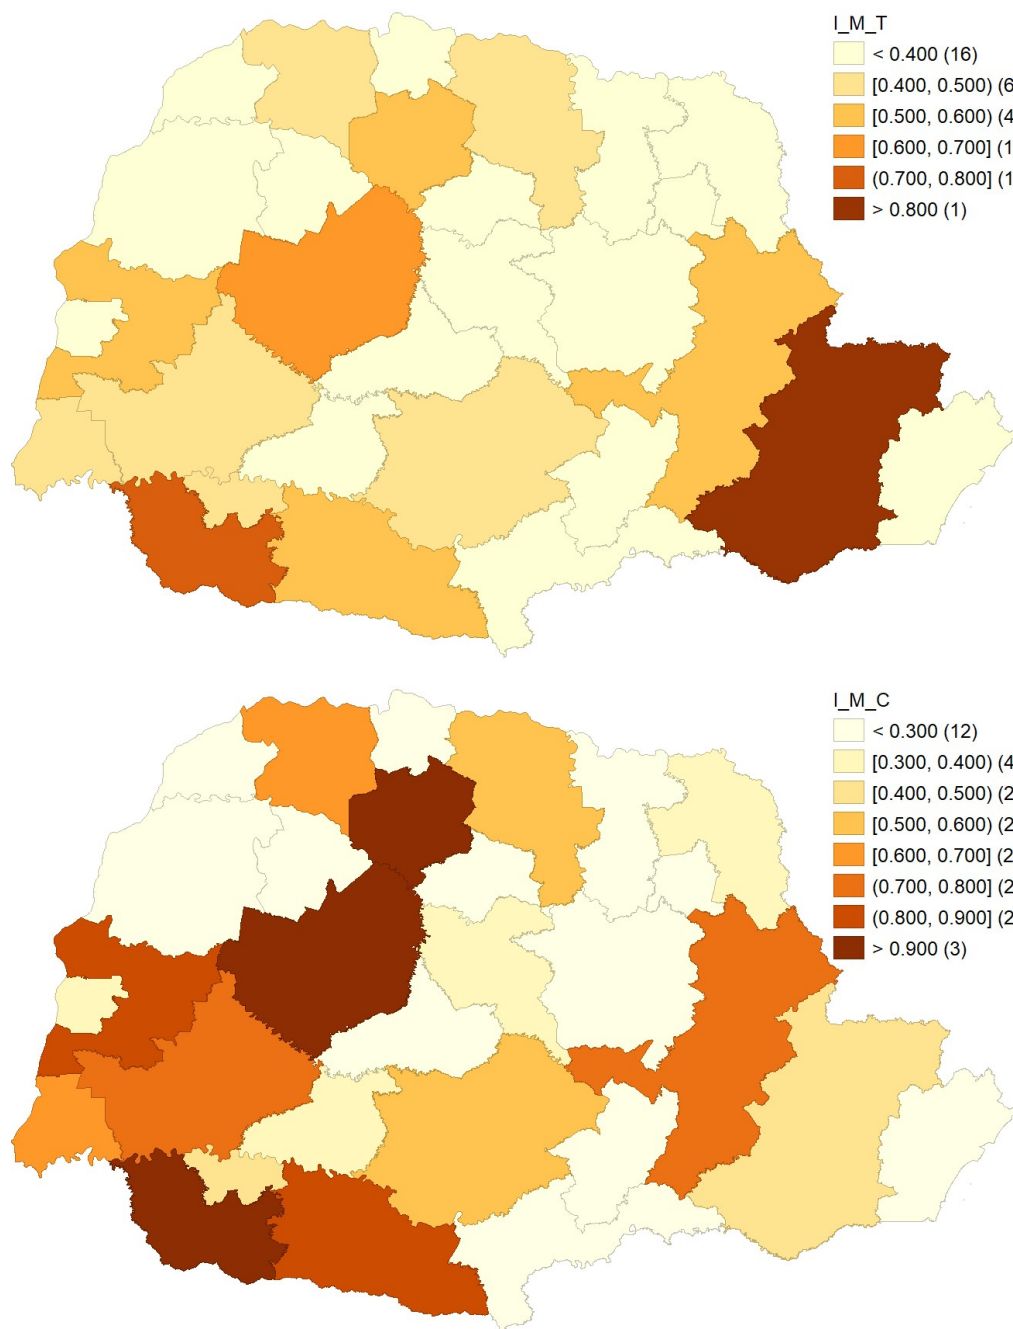 I_M_T
< 0.400 (16)
[0.400, 0.500) (6
[0.500, 0.600) (4
[0.600, 0.700] (1
(0.700, 0.800] (1
> 0.800 (1)
I_M_C
< 0.300 (12)
[0.300, 0.400) (4
[0.400, 0.500) (2
[0.500, 0.600) (2
[0.600, 0.700] (2
(0.700, 0.800] (2
(0.800, 0.900] (2
> 0.900 (3)